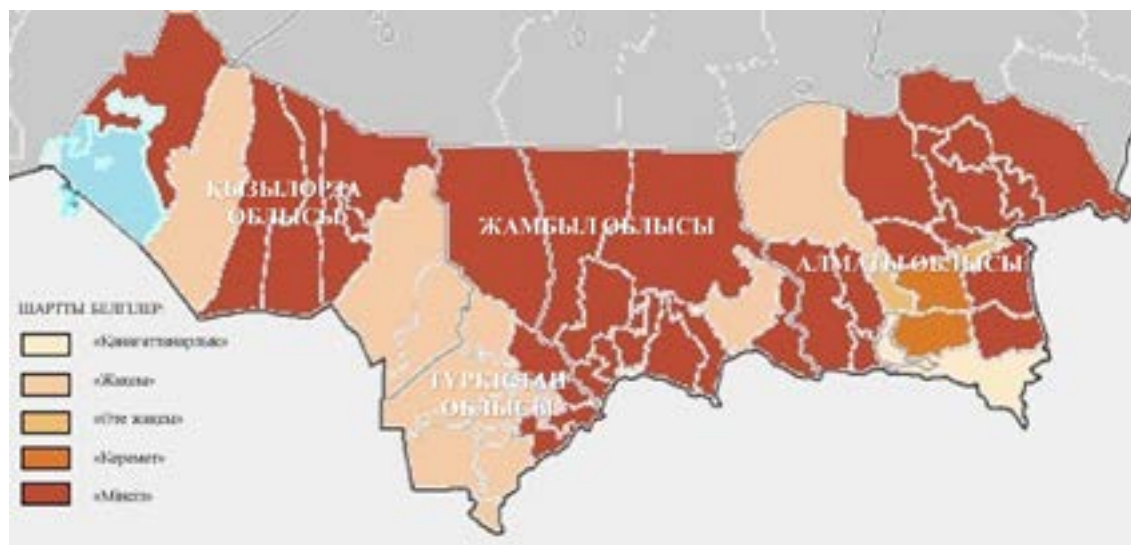 ҚЫЗЫЛОРДА
ОБЛЫСЫ
ЖАМБЫЛ ОБЛЫСЫ
АЛМАТЫ ОБЛЫСЫ
ТҮРКІСТАН
ОБЛЫСЫ
ШАРТТЫ БЕЛГІЛЕР
«Қанағаттанарлық»
«Жақсы»
«Өте жақсы»
«Керемет»
«Мінсіз»